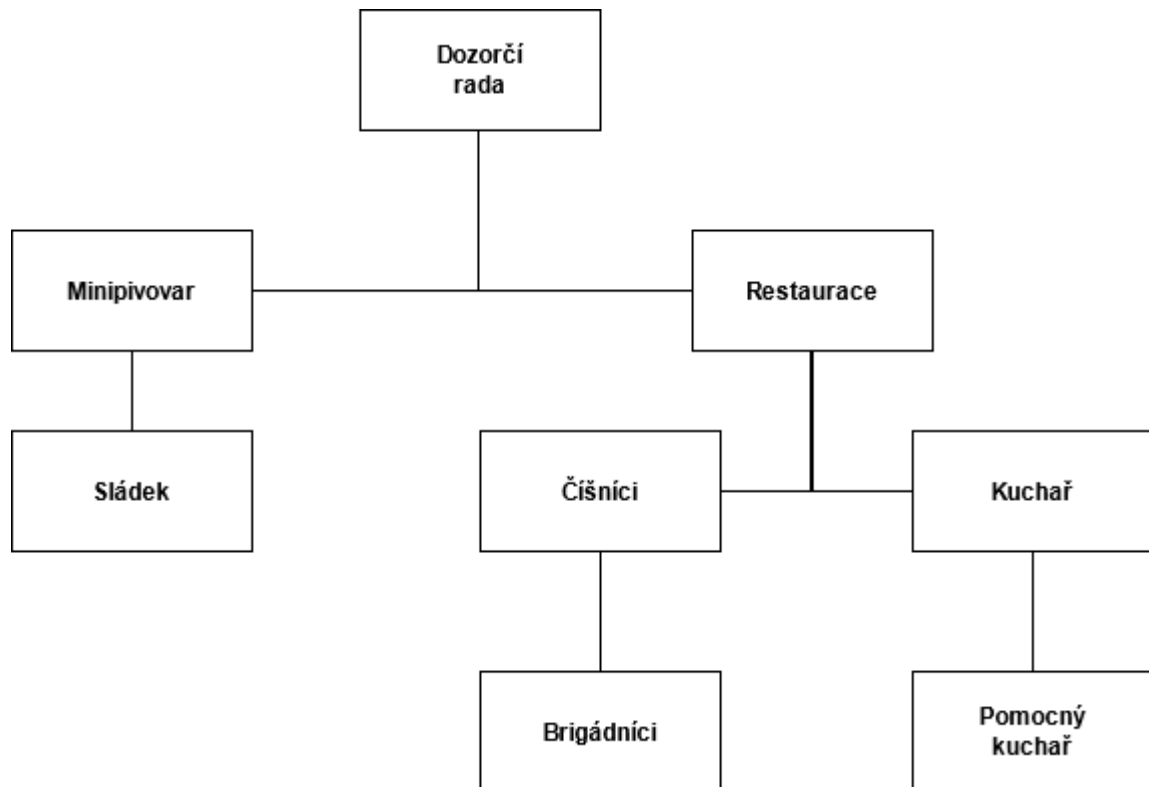 Dozorčí
rada
Minipivovar
Restaurace
Sládek
Číšníci
Kuchař
Brigádníci
Pomocný
kuchař